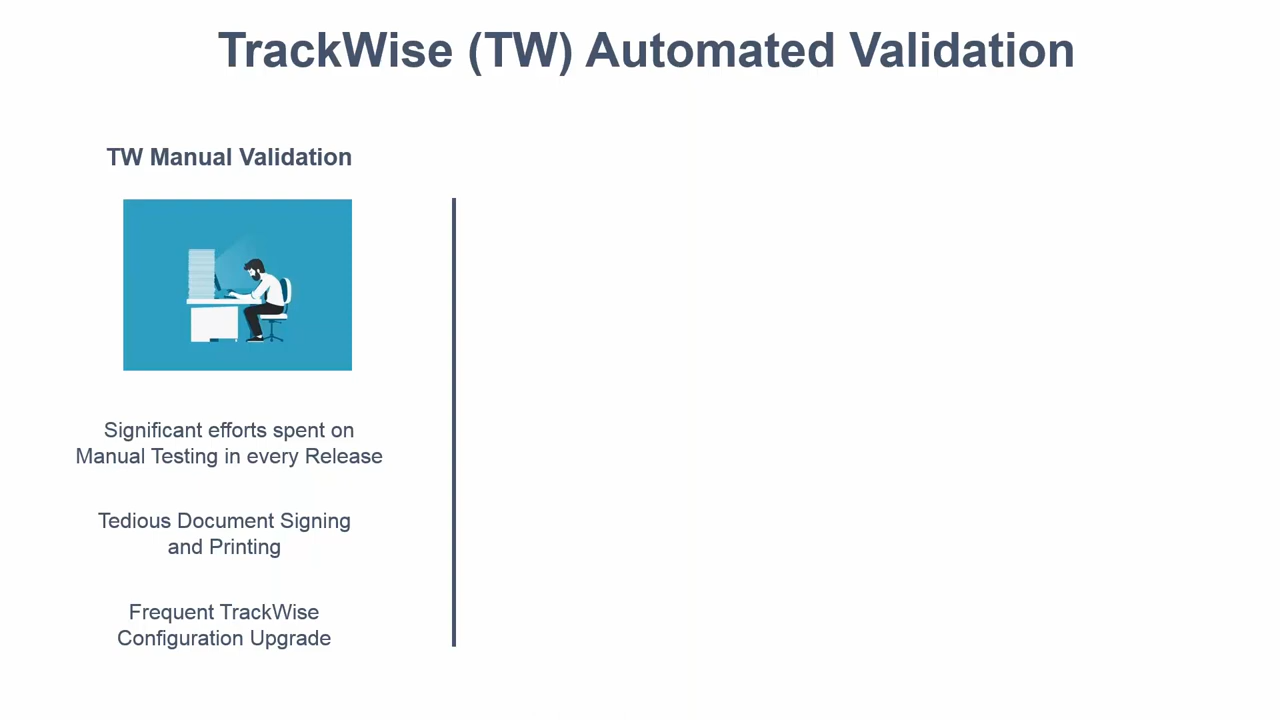 TrackWise (TW) Automated Validation
TW Manual Validation
Significant efforts spent on
Manual Testing in every Release
Tedious Document Signing
and Printing
Frequent TrackWise
Configuration Upgrade